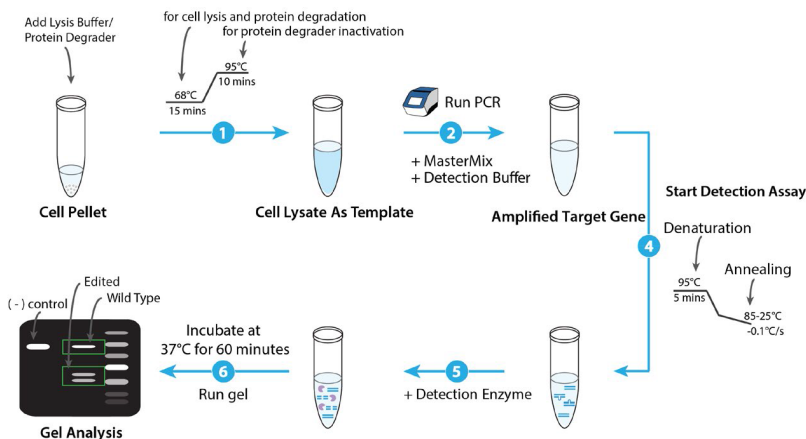 Add Lysis Buffer/
Protein Degrader
for cell lysis and protein degradation
for protein degrader inactivation
95°C
10 mins
68°C
15 mins
1
Cell Pellet
Cell Lysate As Template
Run PCR
2
+ MasterMix
+ Detection Buffer
Amplified Target Gene
Start Detection Assay
4
Denaturation
95°C
5 mins
Annealing
85-25°C
-0.1°C/s
+ Detection Enzyme
5
Incubate at
37°C for 60 minutes
6
Run gel
Edited
Wild Type
( - ) control
Gel Analysis